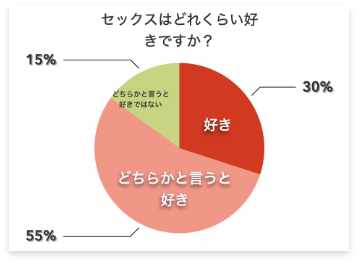 セックスはどれくらい好
きですか？
15%
30%
どちらかと言うと
好きではない
好き
どちらかと言うと
好き
55%